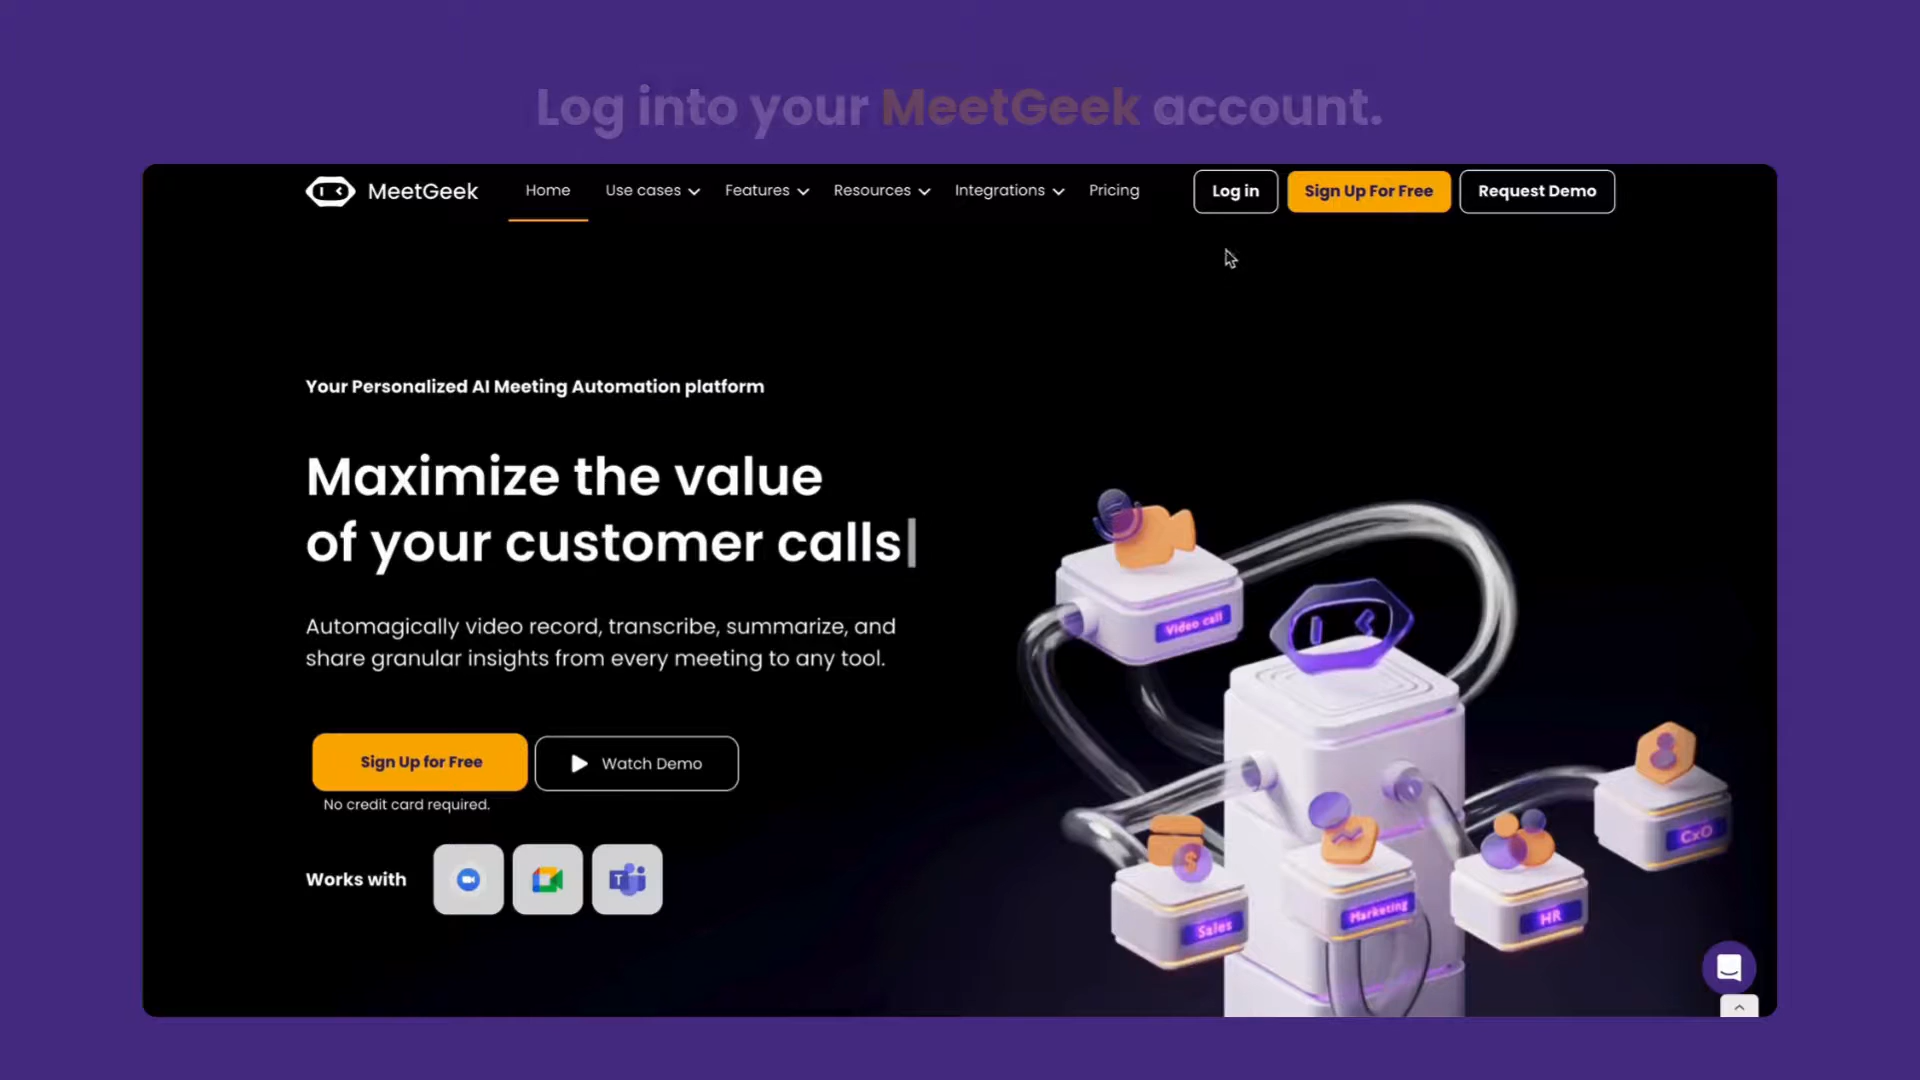 Log into your MeetGeek account.
MeetGeek
Home
Use cases
Features
Resources
Integrations
Pricing
Log in
Sign Up For Free
Request Demo
Your Personalized AI Meeting Automation platform
Maximize the value
of your customer calls
Automagically video record, transcribe, summarize, and
share granular insights from every meeting to any tool.
Sign Up for Free
Watch Demo
No credit card required.
Works with
T
Video call
Sales
$
Marketing
HR
CxO